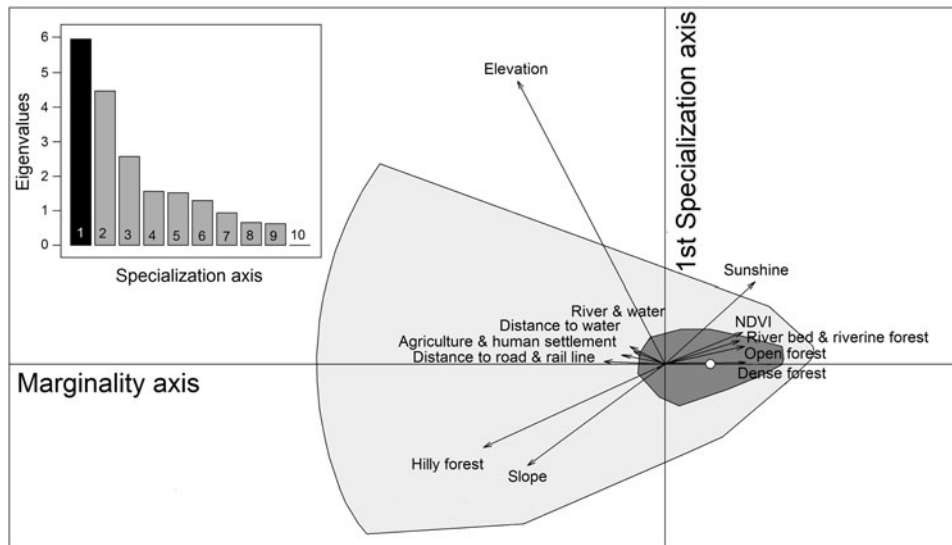 6
5
4
3
2
1
0
Eigenvalues
1 2 3 4 5 6 7 8 9 10
Specialization axis
Elevation
1st Specialization axis
Sunshine
River & water
Distance to water
Agriculture & human settlement
Distance to road & rail line
NDVI
River bed & riverine forest
Open forest
Dense forest
Marginality axis
Hilly forest
Slope